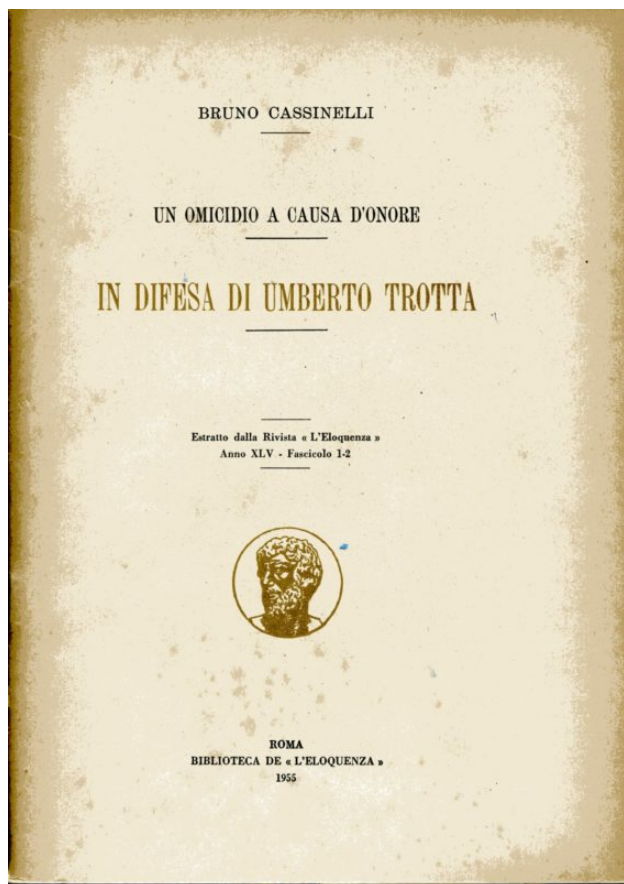 BRUNO CASSINELLI
UN OMICIDIO A CAUSA D'ONORE
IN DIFESA DI UMBERTO TROTTA
Estratto dalla Rivista « L'Eloquenza »
Anno XLV - Fascicolo 1-2
ROMA
BIBLIOTECA DE « L'ELOQUENZA »
1955